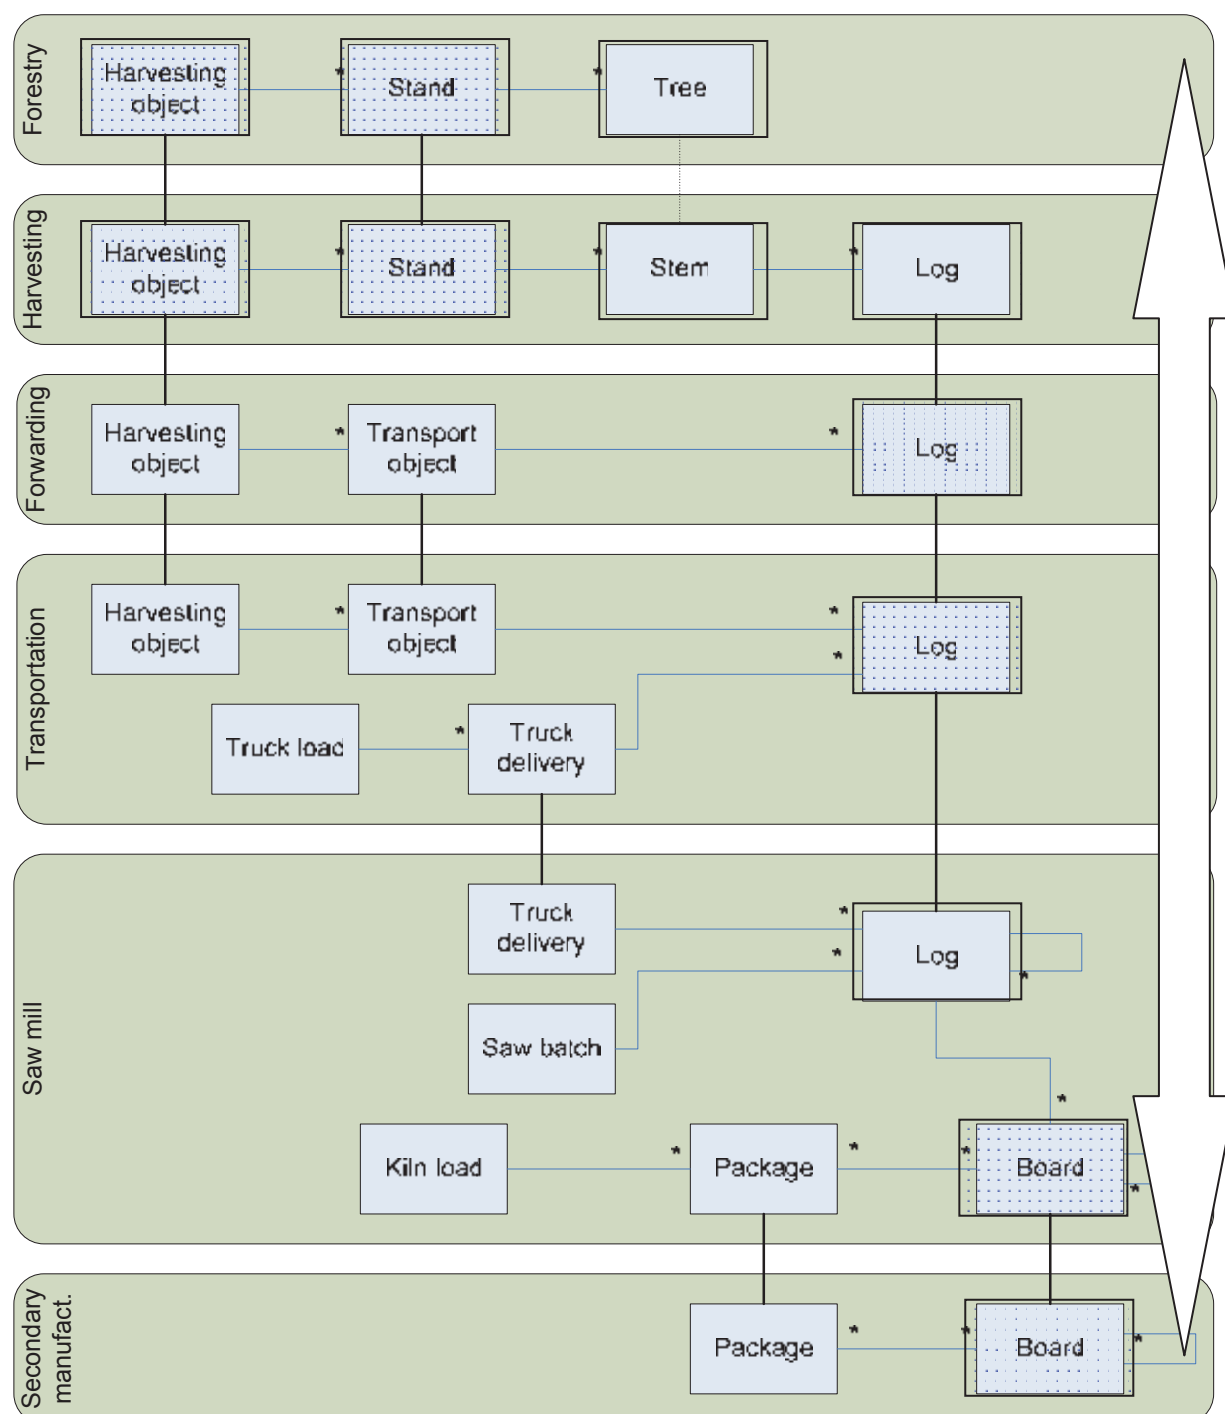 Forestry
Harvesting
object
*
Stand
*
Tree
Harvesting
Harvesting
object
*
Stand
*
Stem
*
Log
Forwarding
Harvesting
object
*
Transport
object
*
Log
Transportation
Harvesting
object
*
Transport
object
*
Log
*
Truck load
*
Truck
delivery
Saw mill
Truck
delivery
*
*
Log
*
Saw batch
*
Kiln load
*
Package
*
*
Board
*
Secondary
manufact.
Package
*
*
Board
*